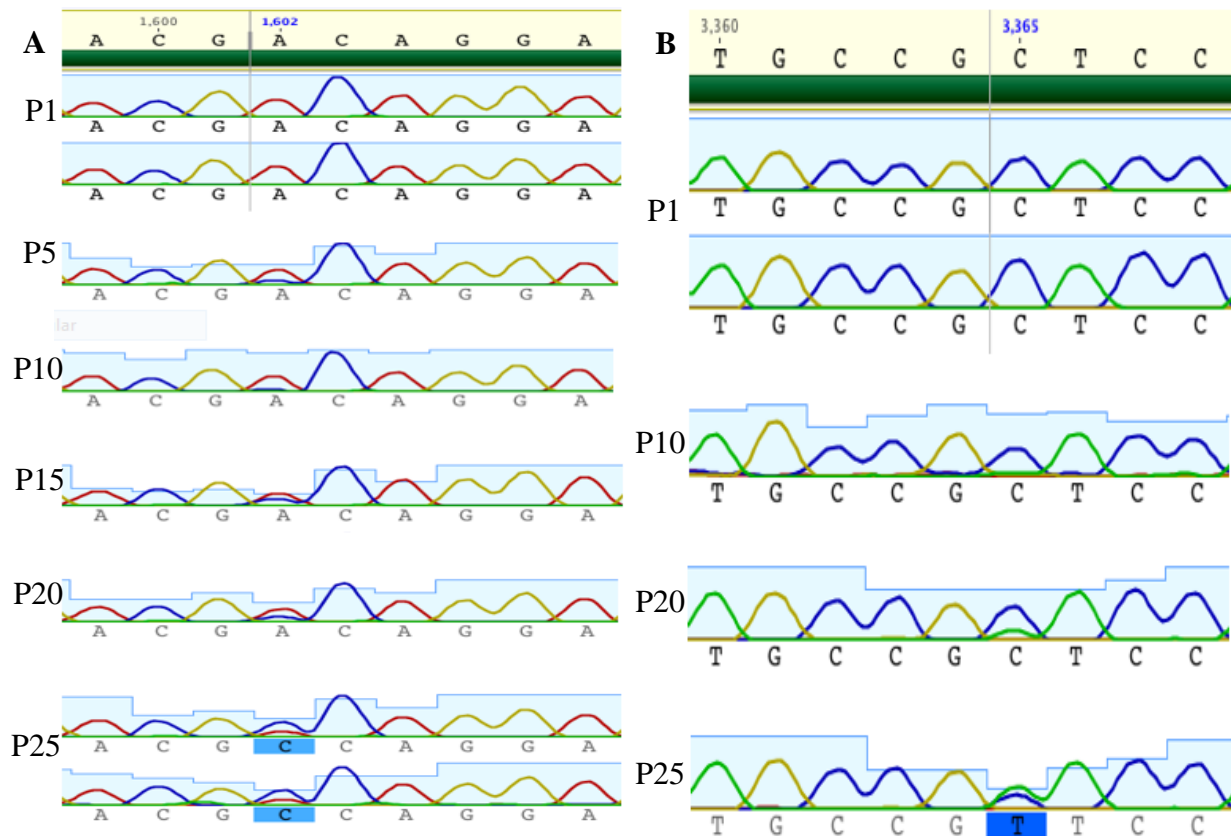 A
1,600 1,602
A C G A C A G G A
P1
A C G A C A G G A
A C G A C A G G A
P5
A C G A C A G G A
lar
P10
A C G A C A G G A
P15
A C G A C A G G A
P20
A C G A C A G G A
P25
A C G C C A G G A
A C G C C A G G A
B
3,360 3,365
T G C C G C T C C
P1
T G C C G C T C C
T G C C G C T C C
P10
T G C C G C T C C
P20
T G C C G C T C C
P25
T G C C G T T C C